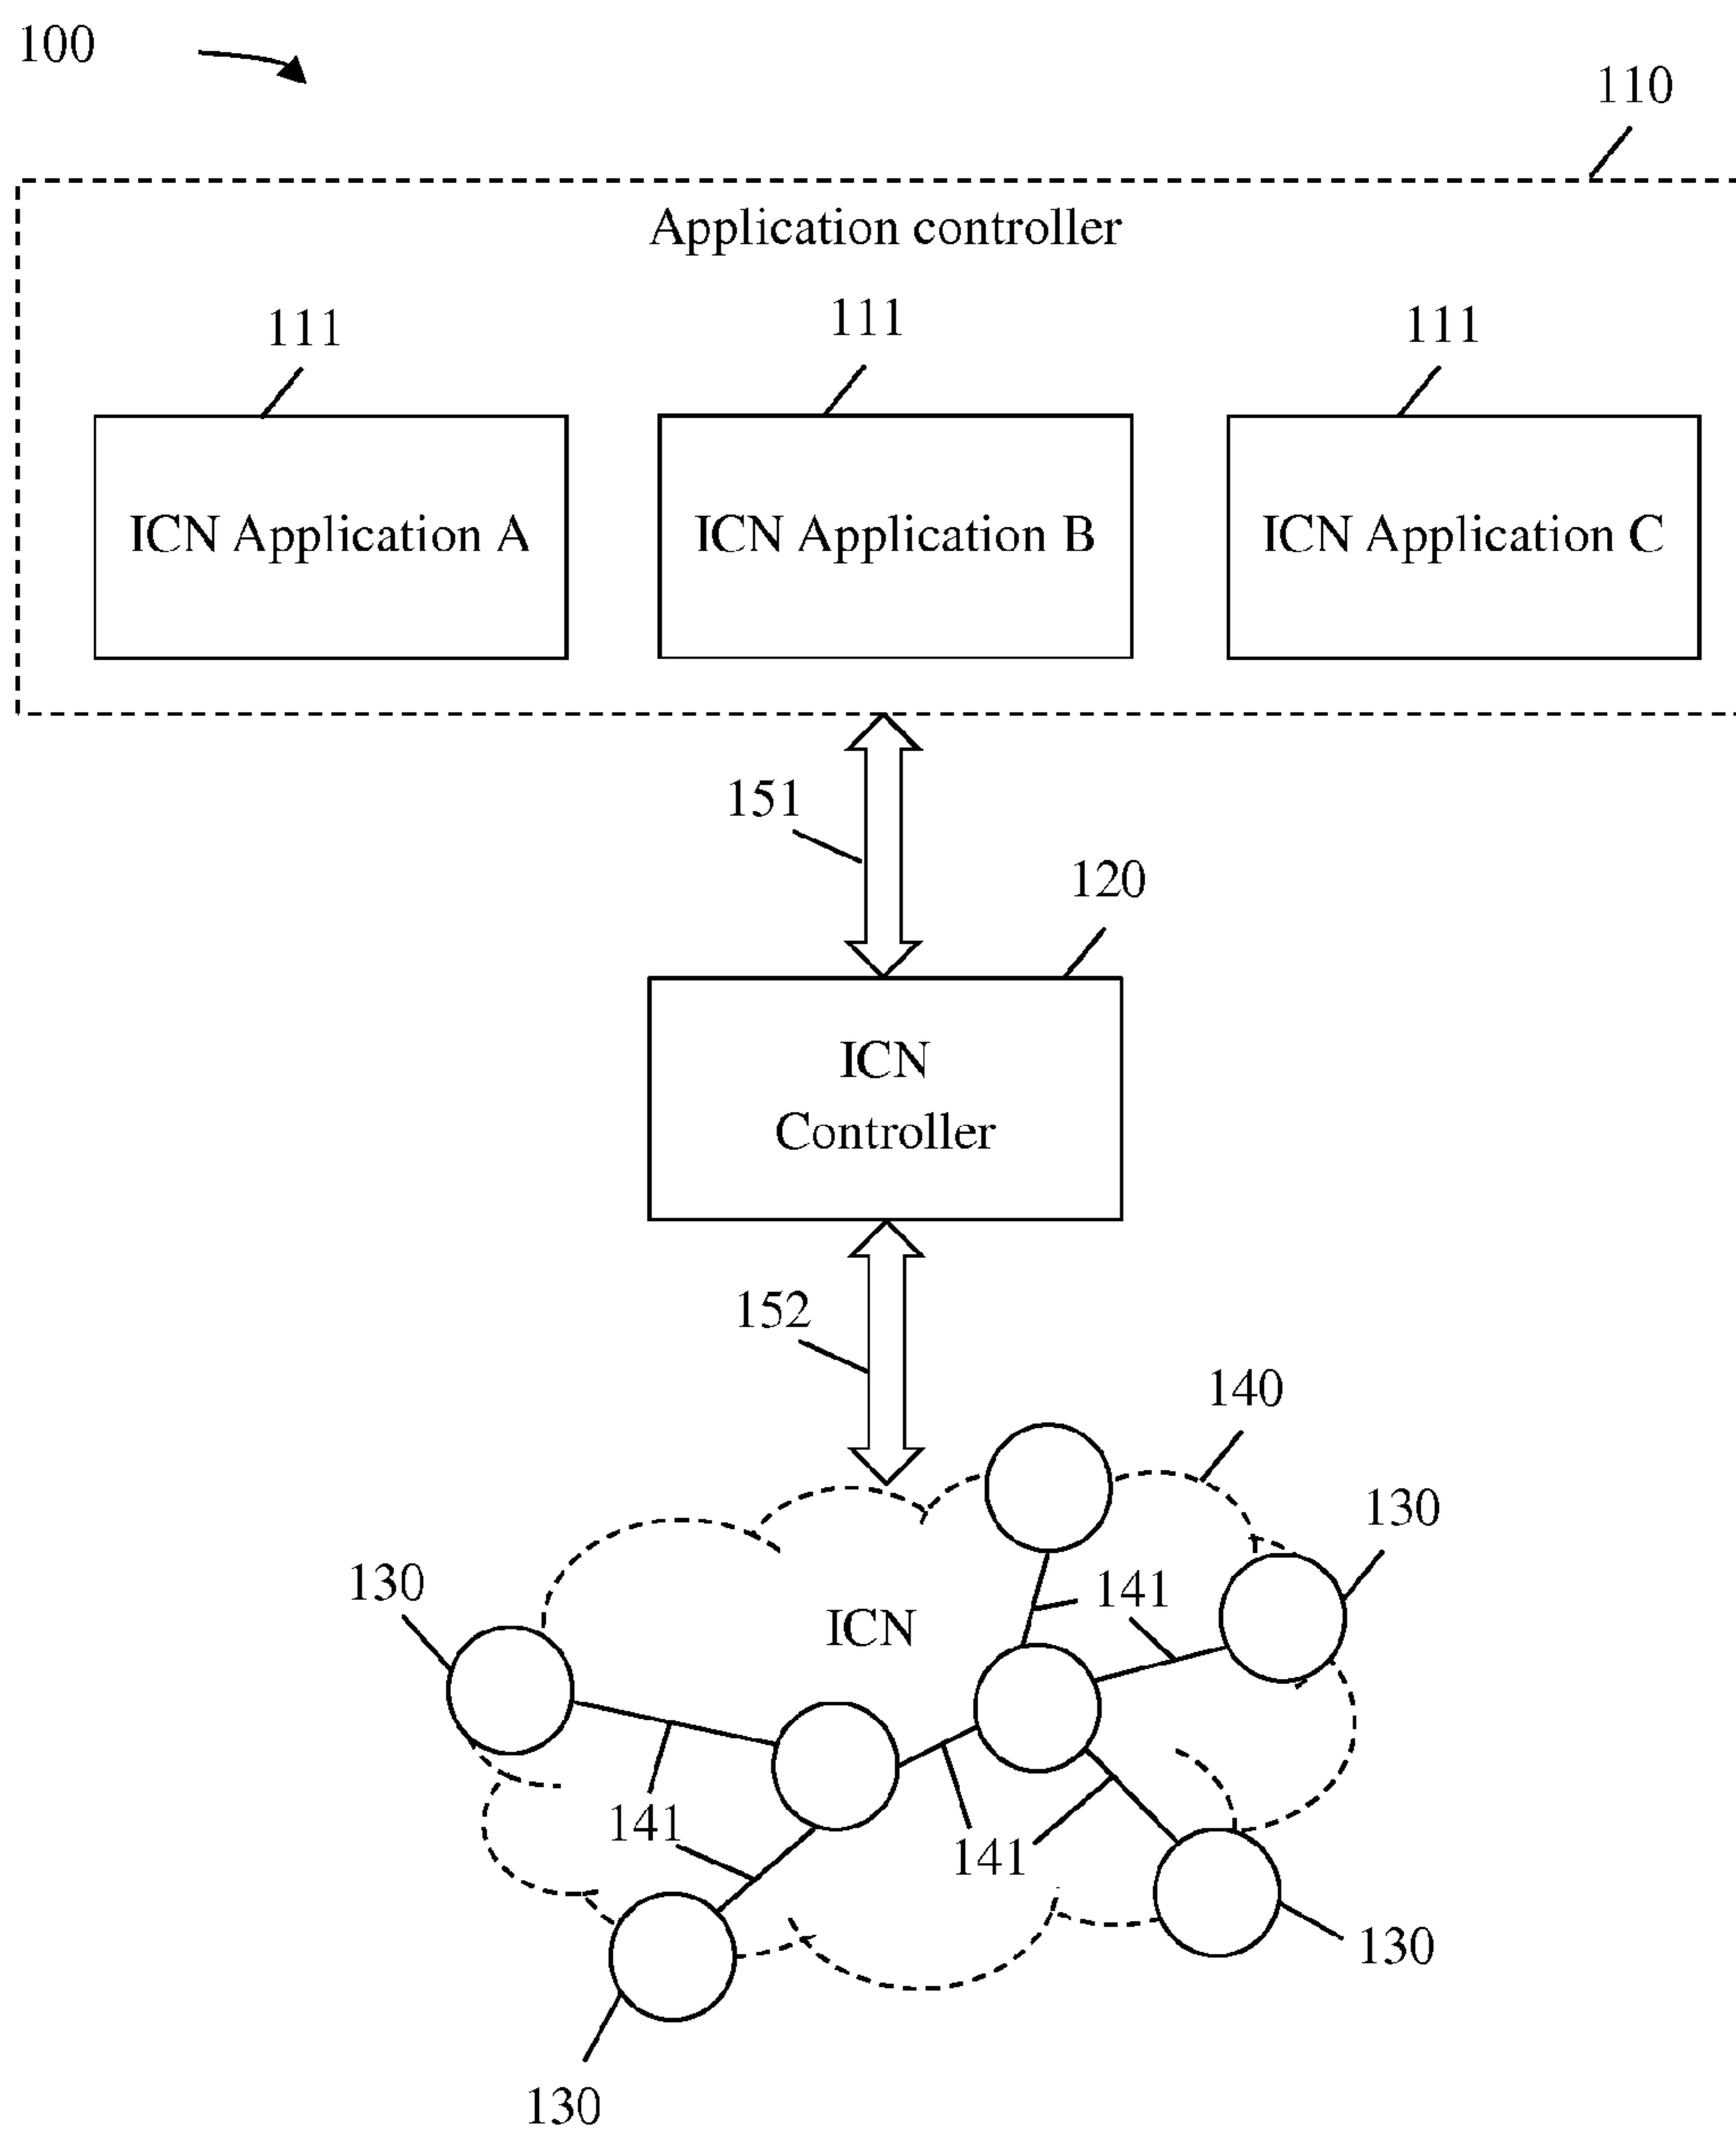 100
110
Application controller
111
111
111
ICN Application A
ICN Application B
ICN Application C
151
120
ICN
Controller
152
140
130
130
141
ICN
141
141
130
130